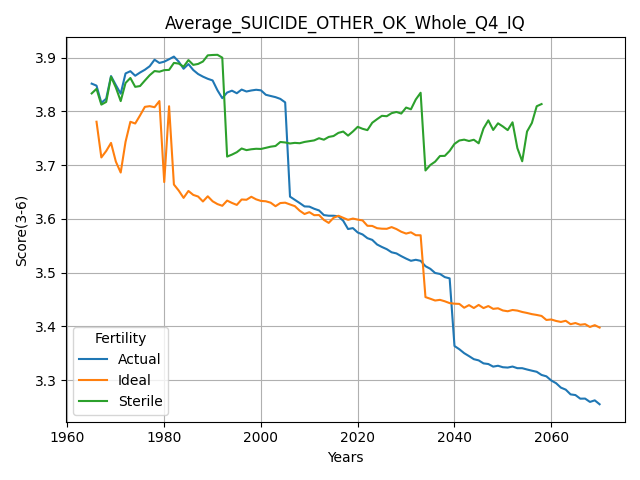 Average_SUICIDE_OTHER_OK_Whole_Q4_IQ
Score(3-6)
3.9
3.8
3.7
3.6
3.5
3.4
3.3
Fertility
Actual
Ideal
Sterile
1960 1980 2000 2020 2040 2060
Years